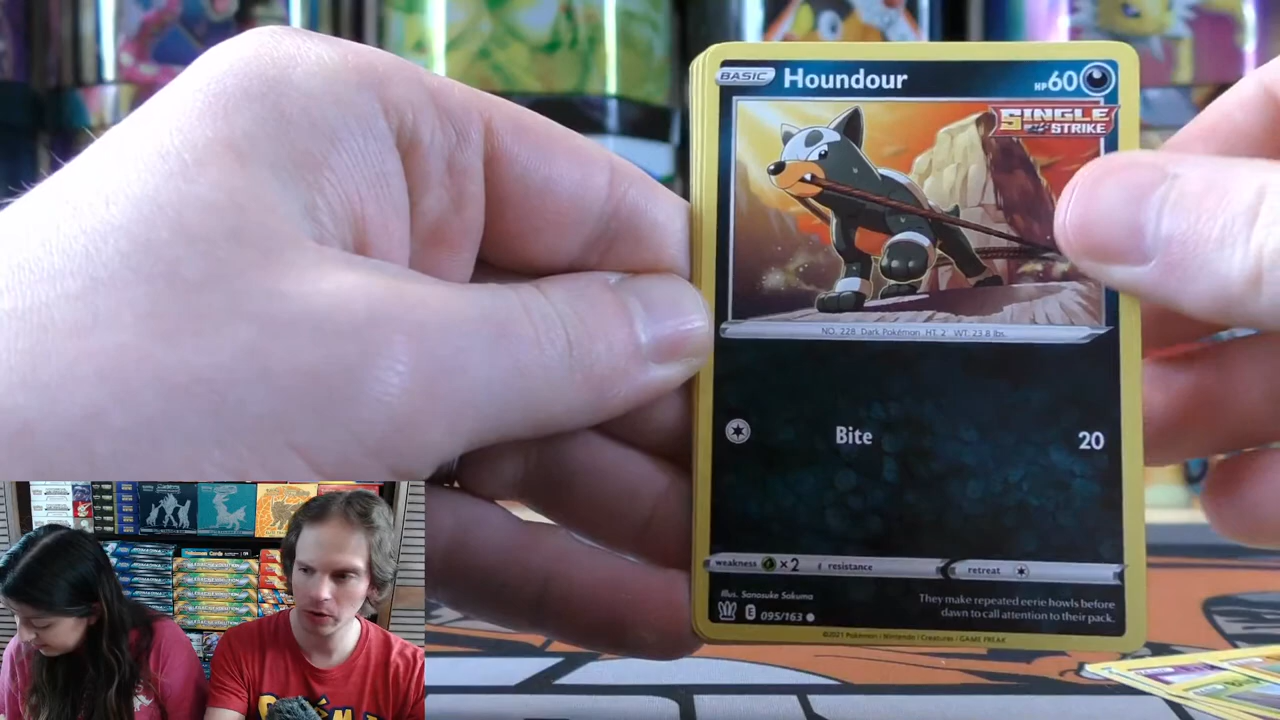 BASIC Houndour HP60
SINGLE
STRIKE
NO. 228 Dark Pokémon HT: 2' WT: 23.8 lbs.
Bite 20
weakness ×2 resistance retreat
Illus. Sanosuke Sakuma
They make repeated eerie howls before
dawn to call attention to their pack.
E 095/163
©2021 Pokémon / Nintendo / Creatures / GAME FREAK